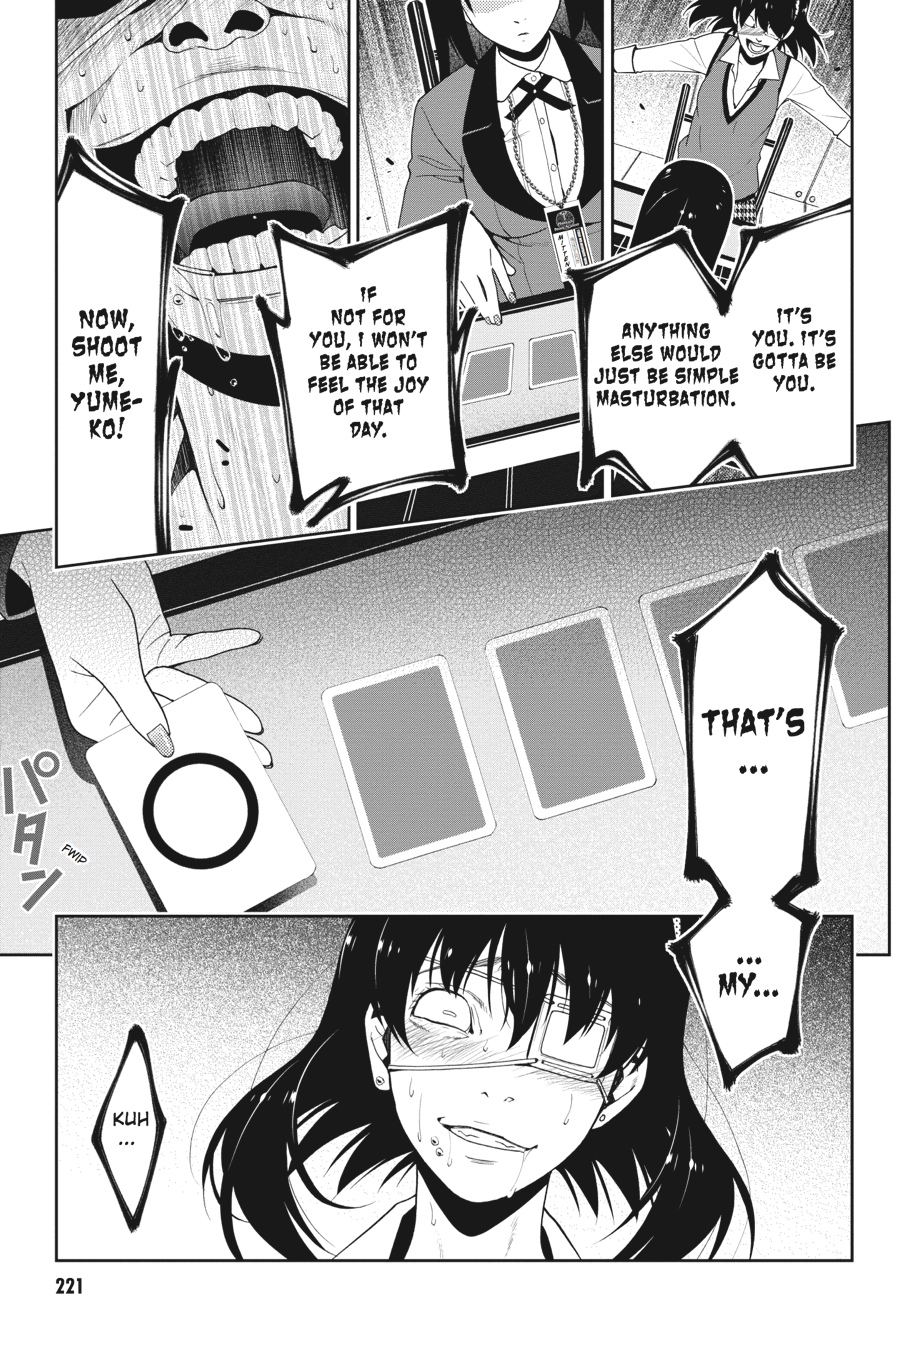 IT'S
YOU. IT'S
GOTTA BE
YOU.
ANYTHING
ELSE WOULD
JUST BE SIMPLE
MASTURBATION.
MITTEN
IF
NOT FOR
YOU, I WON'T
BE ABLE TO
FEEL THE JOY
OF THAT
DAY.
NOW,
SHOOT
ME,
YUME-
KO!
THAT'S
...
...
MY...
パタン
FWIP
KUH
...
221